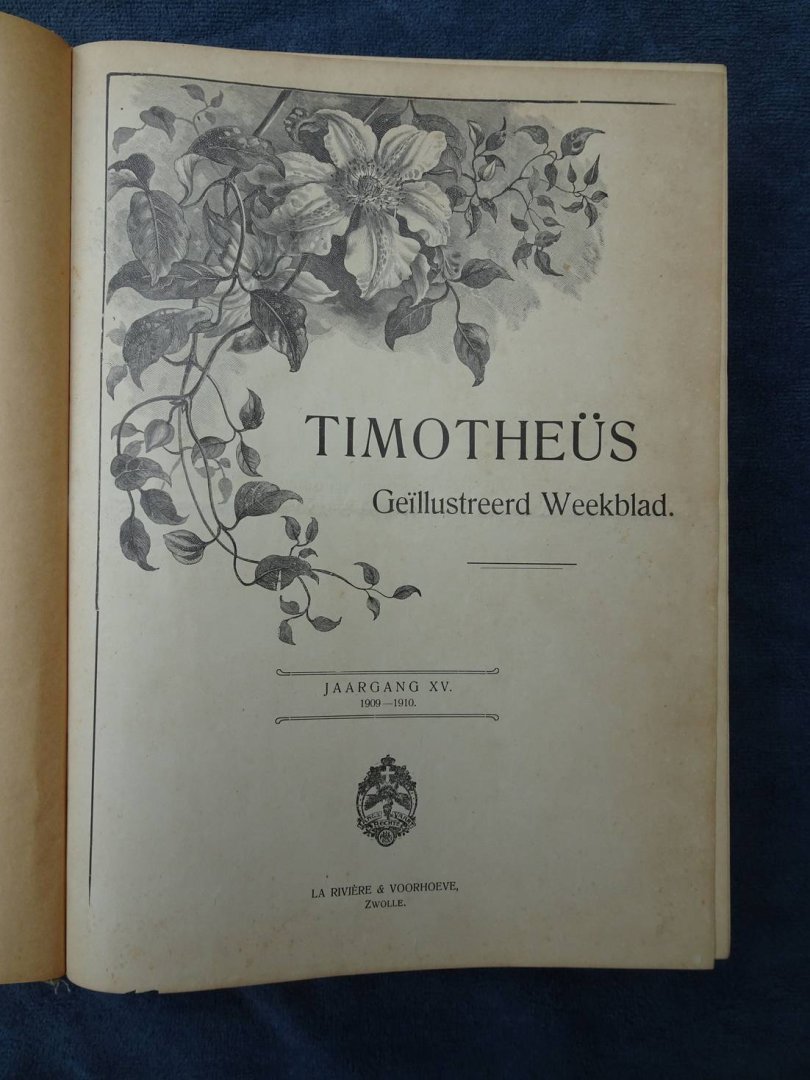 TIMOTHEÜS
Geïllustreerd Weekblad.
JAARGANG XV.
1909—1910.
LA RIVIÈRE & VOORHOEVE,
ZWOLLE.